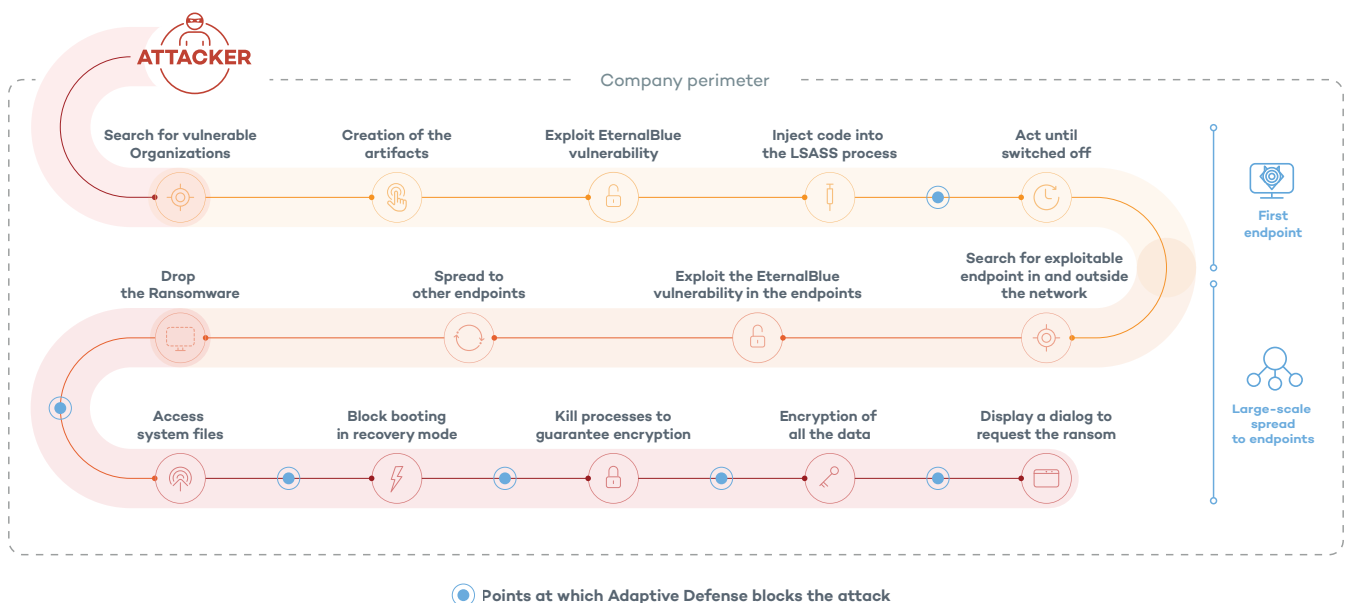 ATTACKER
Company perimeter
Search for vulnerable
Organizations
Creation of the
artifacts
Exploit EternalBlue
vulnerability
Inject code into
the LSASS process
Act until
switched off
First
endpoint
Drop
the Ransomware
Spread to
other endpoints
Exploit the EternalBlue
vulnerability in the endpoints
Search for exploitable
endpoint in and outside
the network
Large-scale
spread
to endpoints
Access
system files
Block booting
in recovery mode
Kill processes to
guarantee encryption
Encryption of
all the data
Display a dialog to
request the ransom
Points at which Adaptive Defense blocks the attack